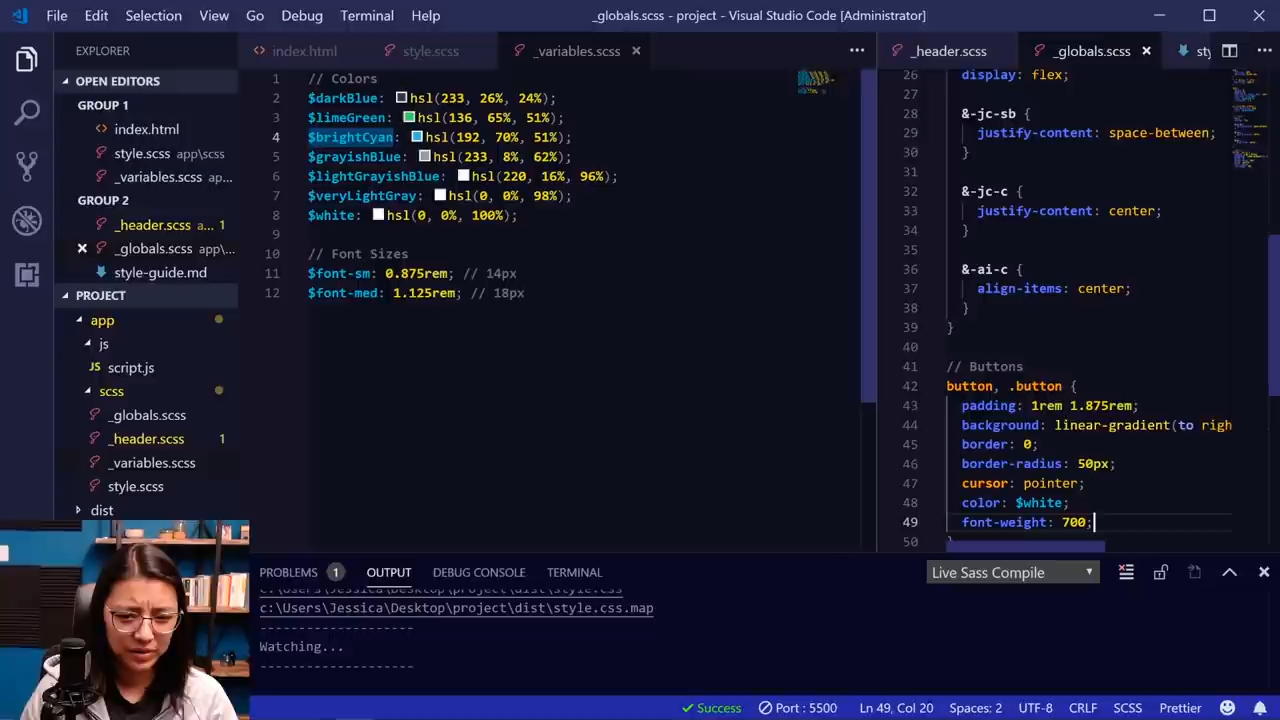 File Edit Selection View Go Debug Terminal Help
_globals.scss - project - Visual Studio Code [Administrator]
EXPLORER
OPEN EDITORS
GROUP 1
index.html
style.scss app\scss
_variables.scss ap...
GROUP 2
_header.scss a... 1
_globals.scss app\...
style-guide.md
PROJECT
app
js
JS script.js
scss
_globals.scss
_header.scss 1
_variables.scss
style.scss
dist
index.html style.scss _variables.scss
1 // Colors
2 $darkBlue: hsl(233, 26%, 24%);
3 $limeGreen: hsl(136, 65%, 51%);
4 $brightCyan: hsl(192, 70%, 51%);
5 $grayishBlue: hsl(233, 8%, 62%);
6 $lightGrayishBlue: hsl(220, 16%, 96%);
7 $veryLightGray: hsl(0, 0%, 98%);
8 $white: hsl(0, 0%, 100%);
9
10 // Font Sizes
11 $font-sm: 0.875rem; // 14px
12 $font-med: 1.125rem; // 18px
_header.scss _globals.scss sty
26 display: flex;
27
28 &-jc-sb {
29 justify-content: space-between;
30 }
31
32 &-jc-c {
33 justify-content: center;
34 }
35
36 &-ai-c {
37 align-items: center;
38 }
39 }
40
41 // Buttons
42 button, .button {
43 padding: 1rem 1.875rem;
44 background: linear-gradient(to righ
45 border: 0;
46 border-radius: 50px;
47 cursor: pointer;
48 color: $white;
49 font-weight: 700;
50 }
PROBLEMS 1 OUTPUT DEBUG CONSOLE TERMINAL
Live Sass Compile
c:\Users\Jessica\Desktop\project\dist\style.css
c:\Users\Jessica\Desktop\project\dist\style.css.map
--------------------
Watching...
--------------------
Success Port : 5500 Ln 49, Col 20 Spaces: 2 UTF-8 CRLF SCSS Prettier